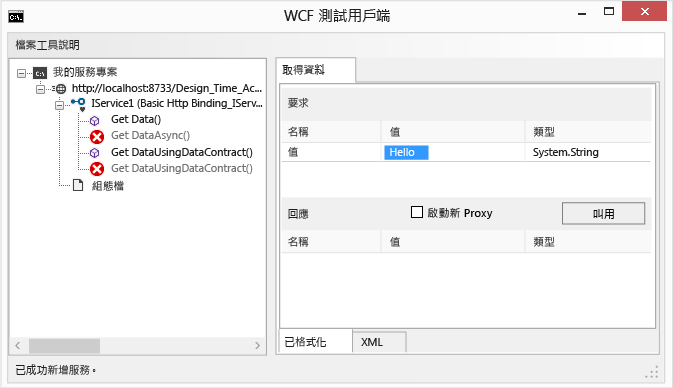 WCF 測試用戶端
檔案工具說明
我的服務專案
http://localhost:8733/Design_Time_Ac...
IService1 (Basic Http Binding_IServ...
Get Data()
Get DataAsync()
Get DataUsingDataContract()
Get DataUsingDataContract()
組態檔
取得資料
要求
名稱 值 類型
值 Hello System.String
回應 啟動新 Proxy 叫用
名稱 值 類型
已格式化 XML
已成功新增服務。